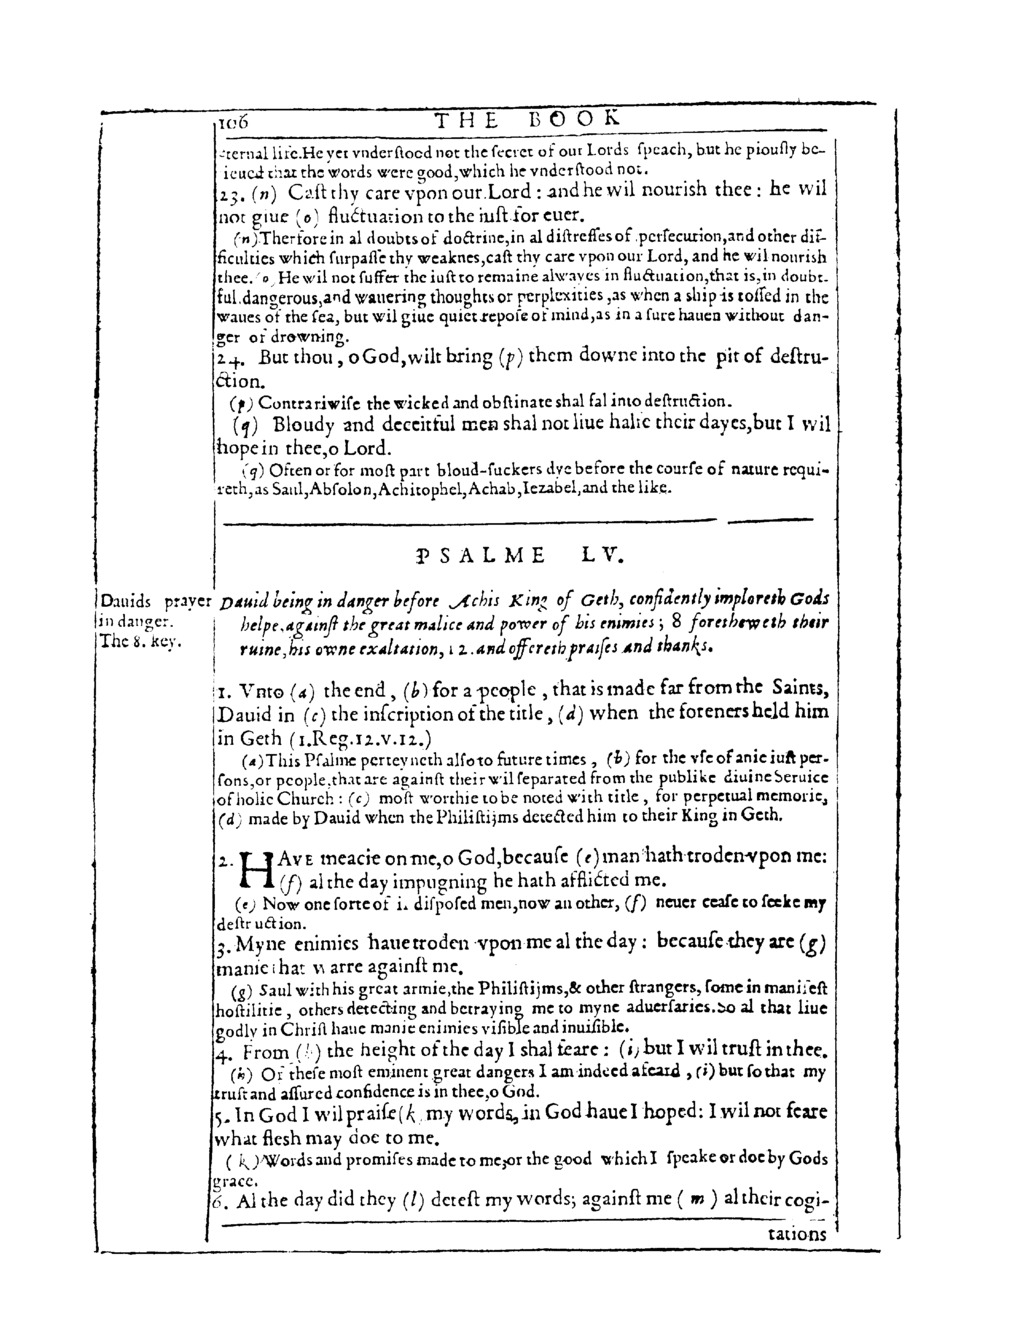 106 THE BOOK
eternal life. He yet vnderſtood not the ſecret of our Lords ſpeach, but he piouſly be-
leued that the words were good, which he vnderſtood not.
23. (n) Caſt thy care vpon our Lord : and he wil nourish thee : he wil
not giue (o) fluctuation to the iuſt for euer.
(n) Therfore in al doubts of doctrine, in al diſtreſſes of perſecution, and other dif-
ficulties which ſurpaſſe thy weaknes, caſt thy care vpon our Lord, and he wil nourish
thee. (o) He wil not ſuffer the iuſt to remaine alwayes in fluctuation, that is, in doubt-
ful, dangerous, and wauering thoughts or perplexities, as when a ship is toſſed in the
waues of the ſea, but wil giue quiet repoſe of mind, as in a ſure hauen without dan-
ger of drowning.
24. But thou, o God, wilt bring (p) them downe into the pit of deſtru-
ction.
(p) Contrariwiſe the wicked and obſtinate shal fal into deſtruction.
(q) Bloudy and deceitful men shal not liue halfe their dayes, but I wil
hope in thee, o Lord.
(q) Often or for moſt part bloud-ſuckers dye before the courſe of nature requi-
reth, as Saul, Abſolon, Achitophel, Achab, Iezabel, and the like.
PSALME LV.
Dauids prayer
in danger.
The 8. key.
Dauid being in danger before Achis King of Geth, confidently imploreth Gods
helpe, againſt the great malice and power of his enimies ; 8 foresheweth their
ruine, his owne exaltation, 12. and offereth praiſes and thanks.
1. Vnto (a) the end, (b) for a people, that is made far from the Saints,
Dauid in (c) the inſcription of the title, (d) when the foreners held him
in Geth (1.Reg.12.v.12.)
(a) This Pſalme perteyneth alſo to future times, (b) for the vſe of anie iuſt per-
ſons, or people, that are againſt their wil ſeparated from the publike diuine Seruice
of holie Church : (c) moſt worthie to be noted with title, for perpetual memorie,
(d) made by Dauid when the Philiſtijms detected him to their King in Geth.
2. HAVE mercie on me, o God, becauſe (e) man hath troden vpon me:
(f) al the day impugning he hath afflicted me.
(e) Now one ſorte of il diſpoſed men, now an other, (f) neuer ceaſe to ſeeke my
deſtruction.
3. Myne enimies haue troden vpon me al the day : becauſe they are (g)
manie that warre againſt me.
(g) Saul with his great armie, the Philiſtijms, & other ſtrangers, ſome in manifeſt
hoſtilitie, others detecting and betraying me to myne aduerſaries. So al that liue
godly in Chriſt haue manie enimies viſible and inuiſible.
4. From (h) the height of the day I shal feare : (i) but I wil truſt in thee.
(h) Of theſe moſt eminent great dangers I am indeed afeard, (i) but ſo that my
truſt and aſſured confidence is in thee, o God.
5. In God I wil praiſe (k) my words, in God haue I hoped: I wil not feare
what flesh may doe to me.
(k) Words and promiſes made to me, or the good which I ſpeake or doe by Gods
grace.
6. Al the day did they (l) deteſt my words; againſt me (m) al their cogi-
tations